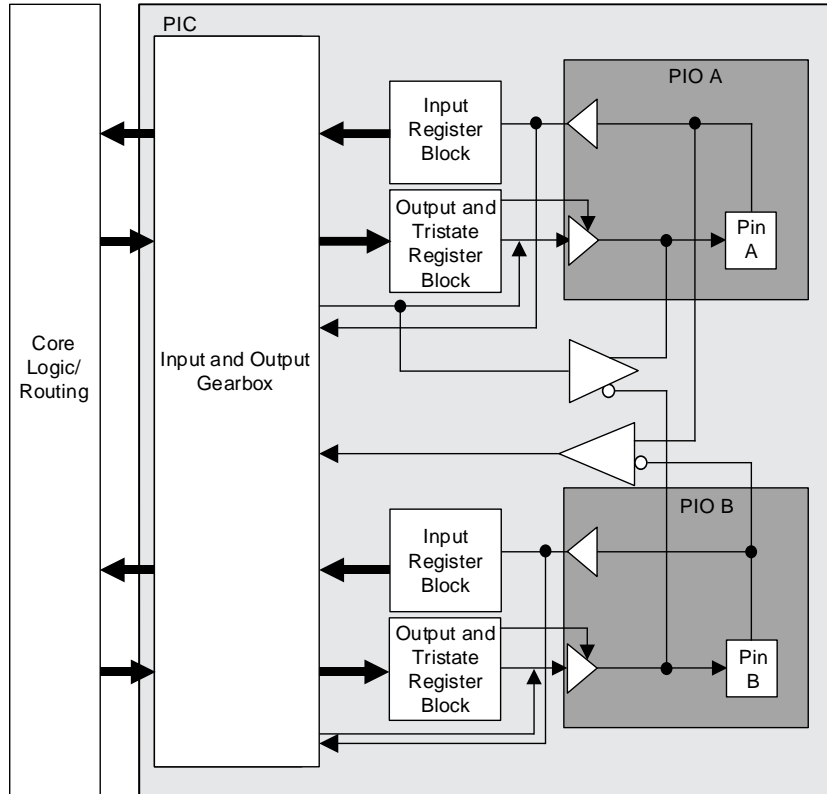 PIC
PIO A
Input
Register
Block
Output and
Tristate
Register
Block
Pin
A
Core
Logic/
Routing
Input and Output
Gearbox
PIO B
Input
Register
Block
Output and
Tristate
Register
Block
Pin
B